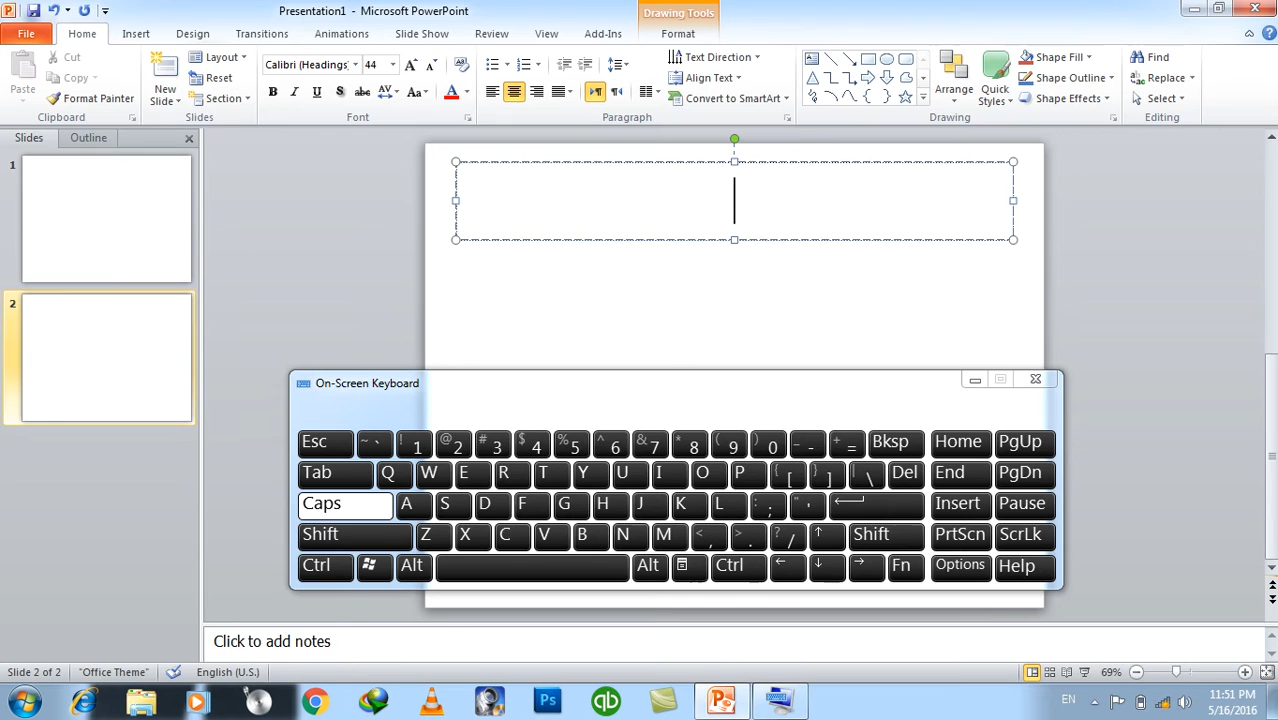 Presentation1 - Microsoft PowerPoint
Drawing Tools
File Home Insert Design Transitions Animations Slide Show Review View Add-Ins Format
Paste
Cut
Copy
Format Painter
Clipboard
New Slide
Layout
Reset
Section
Slides
Calibri (Headings) 44
B I U S abc AV Aa A
Font
Text Direction
Align Text
Convert to SmartArt
Paragraph
Arrange
Quick Styles
Shape Fill
Shape Outline
Shape Effects
Drawing
Find
Replace
Select
Editing
Slides Outline
1
2
On-Screen Keyboard
Esc ~ ` ! 1 @ 2 # 3 $ 4 % 5 ^ 6 & 7 * 8 ( 9 ) 0 _ - + = Bksp Home PgUp
Tab Q W E R T Y U I O P { [ } ] | \ Del End PgDn
Caps A S D F G H J K L : ; " ' Insert Pause
Shift Z X C V B N M < , > . ? / ↑ Shift PrtScn ScrLk
Ctrl Alt Alt Ctrl ← ↓ → Fn Options Help
Click to add notes
Slide 2 of 2 "Office Theme" English (U.S.) 69%
Ps qb EN 11:51 PM
5/16/2016